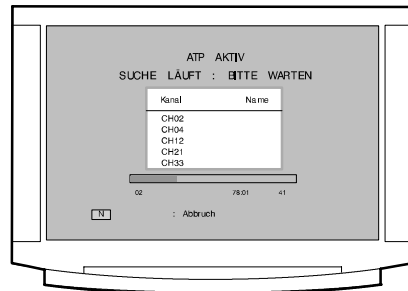 ATP AKTIV
SUCHE LÄUFT : BITTE WARTEN
Kanal Name
CH02
CH04
CH12
CH21
CH33
02 78:01 41
N : Abbruch